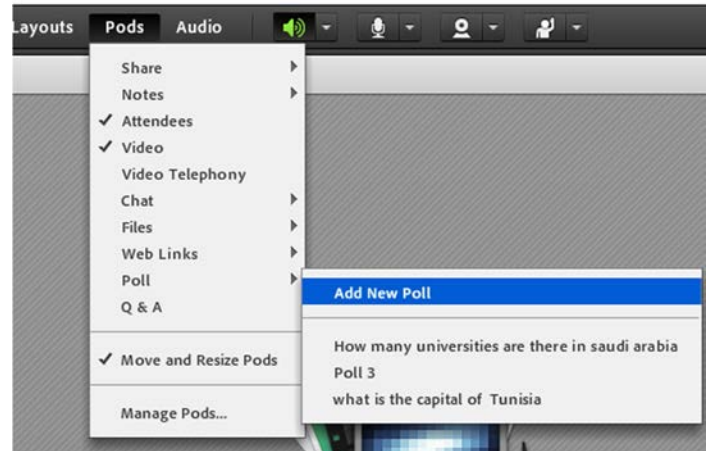 Layouts Pods Audio
Share
Notes
Attendees
Video
Video Telephony
Chat
Files
Web Links
Poll
Q & A
Move and Resize Pods
Manage Pods...
Add New Poll
How many universities are there in saudi arabia
Poll 3
what is the capital of Tunisia